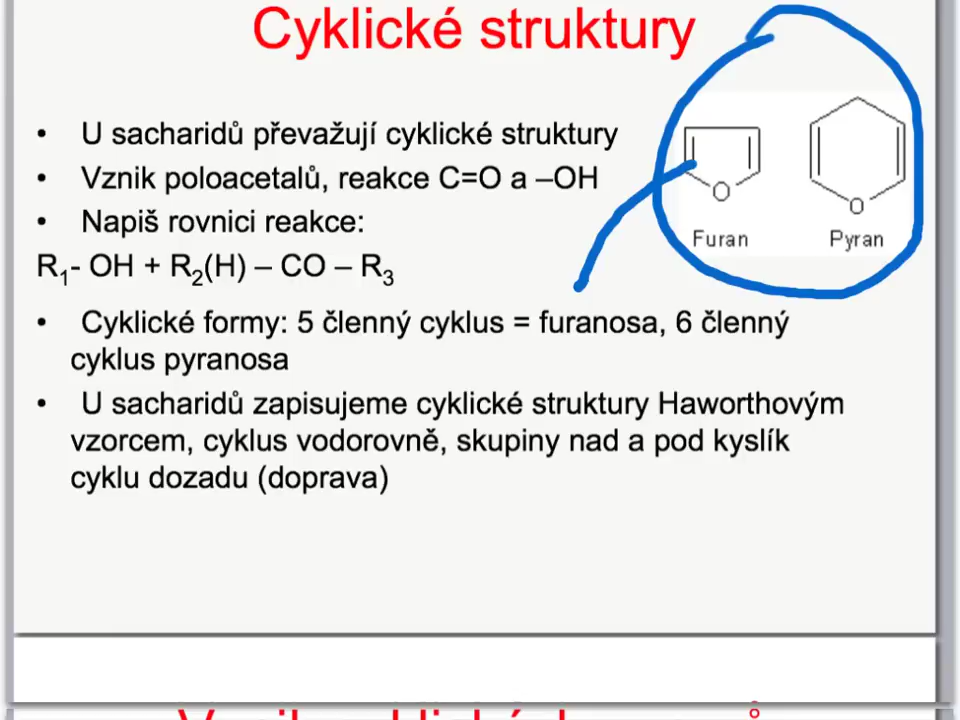 Cyklické struktury
• U sacharidů převažují cyklické struktury
• Vznik poloacetalů, reakce C=O a –OH
• Napiš rovnici reakce:
R1- OH + R2(H) – CO – R3
• Cyklické formy: 5 členný cyklus = furanosa, 6 členný
cyklus pyranosa
• U sacharidů zapisujeme cyklické struktury Haworthovým
vzorcem, cyklus vodorovně, skupiny nad a pod kyslík
cyklu dozadu (doprava)
O
O
Furan
Pyran